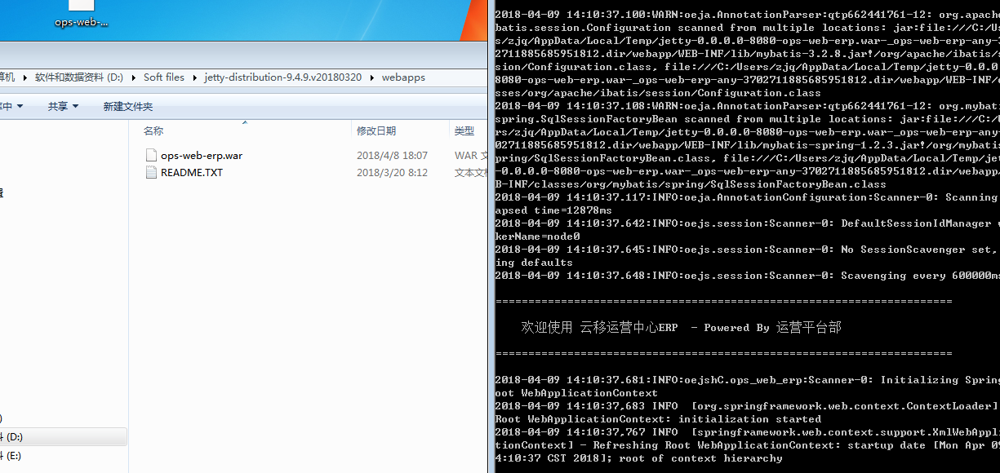 ops-web-...
算机 ▸ 软件和数据资料 (D:) ▸ Soft files ▸ jetty-distribution-9.4.9.v20180320 ▸ webapps
库中 ▾ 共享 ▾ 新建文件夹
名称 修改日期 类型
ops-web-erp.war 2018/4/8 18:07 WAR 文
README.TXT 2018/3/20 8:12 文本文档
(D:)
(E:)
2018-04-09 14:10:37.100:WARN:oeja.AnnotationParser:qtp662441761-12: org.apache
batis.session.Configuration scanned from multiple locations: jar:file:///C:/Us
s/zjq/AppData/Local/Temp/jetty-0.0.0.0-8080-ops-web-erp.war-_ops-web-erp-any-3
2711885685951812.dir/webapp/WEB-INF/lib/mybatis-3.2.8.jar!/org/apache/ibatis/s
sion/Configuration.class, file:///C:/Users/zjq/AppData/Local/Temp/jetty-0.0.0
8080-ops-web-erp.war-_ops-web-erp-any-3702711885685951812.dir/webapp/WEB-INF/c
sses/org/apache/ibatis/session/Configuration.class
2018-04-09 14:10:37.108:WARN:oeja.AnnotationParser:qtp662441761-12: org.mybati
spring.SqlSessionFactoryBean scanned from multiple locations: jar:file:///C:/U
rs/zjq/AppData/Local/Temp/jetty-0.0.0.0-8080-ops-web-erp.war-_ops-web-erp-any-
02711885685951812.dir/webapp/WEB-INF/lib/mybatis-spring-1.2.3.jar!/org/mybatis
pring/SqlSessionFactoryBean.class, file:///C:/Users/zjq/AppData/Local/Temp/jet
-0.0.0.0-8080-ops-web-erp.war-_ops-web-erp-any-3702711885685951812.dir/webapp/
B-INF/classes/org/mybatis/spring/SqlSessionFactoryBean.class
2018-04-09 14:10:37.117:INFO:oeja.AnnotationConfiguration:Scanner-0: Scanning
apsed time=12878ms
2018-04-09 14:10:37.642:INFO:oejs.session:Scanner-0: DefaultSessionIdManager w
kerName=node0
2018-04-09 14:10:37.645:INFO:oejs.session:Scanner-0: No SessionScavenger set,
ing defaults
2018-04-09 14:10:37.648:INFO:oejs.session:Scanner-0: Scavenging every 600000ms
======================================================================
欢迎使用 云移运营中心ERP - Powered By 运营平台部
======================================================================
2018-04-09 14:10:37.681:INFO:oejshC.ops_web_erp:Scanner-0: Initializing Spring
oot WebApplicationContext
2018-04-09 14:10:37,683 INFO [org.springframework.web.context.ContextLoader]
Root WebApplicationContext: initialization started
2018-04-09 14:10:37,767 INFO [springframework.web.context.support.XmlWebAppli
tionContext] - Refreshing Root WebApplicationContext: startup date [Mon Apr 09
4:10:37 CST 2018]; root of context hierarchy